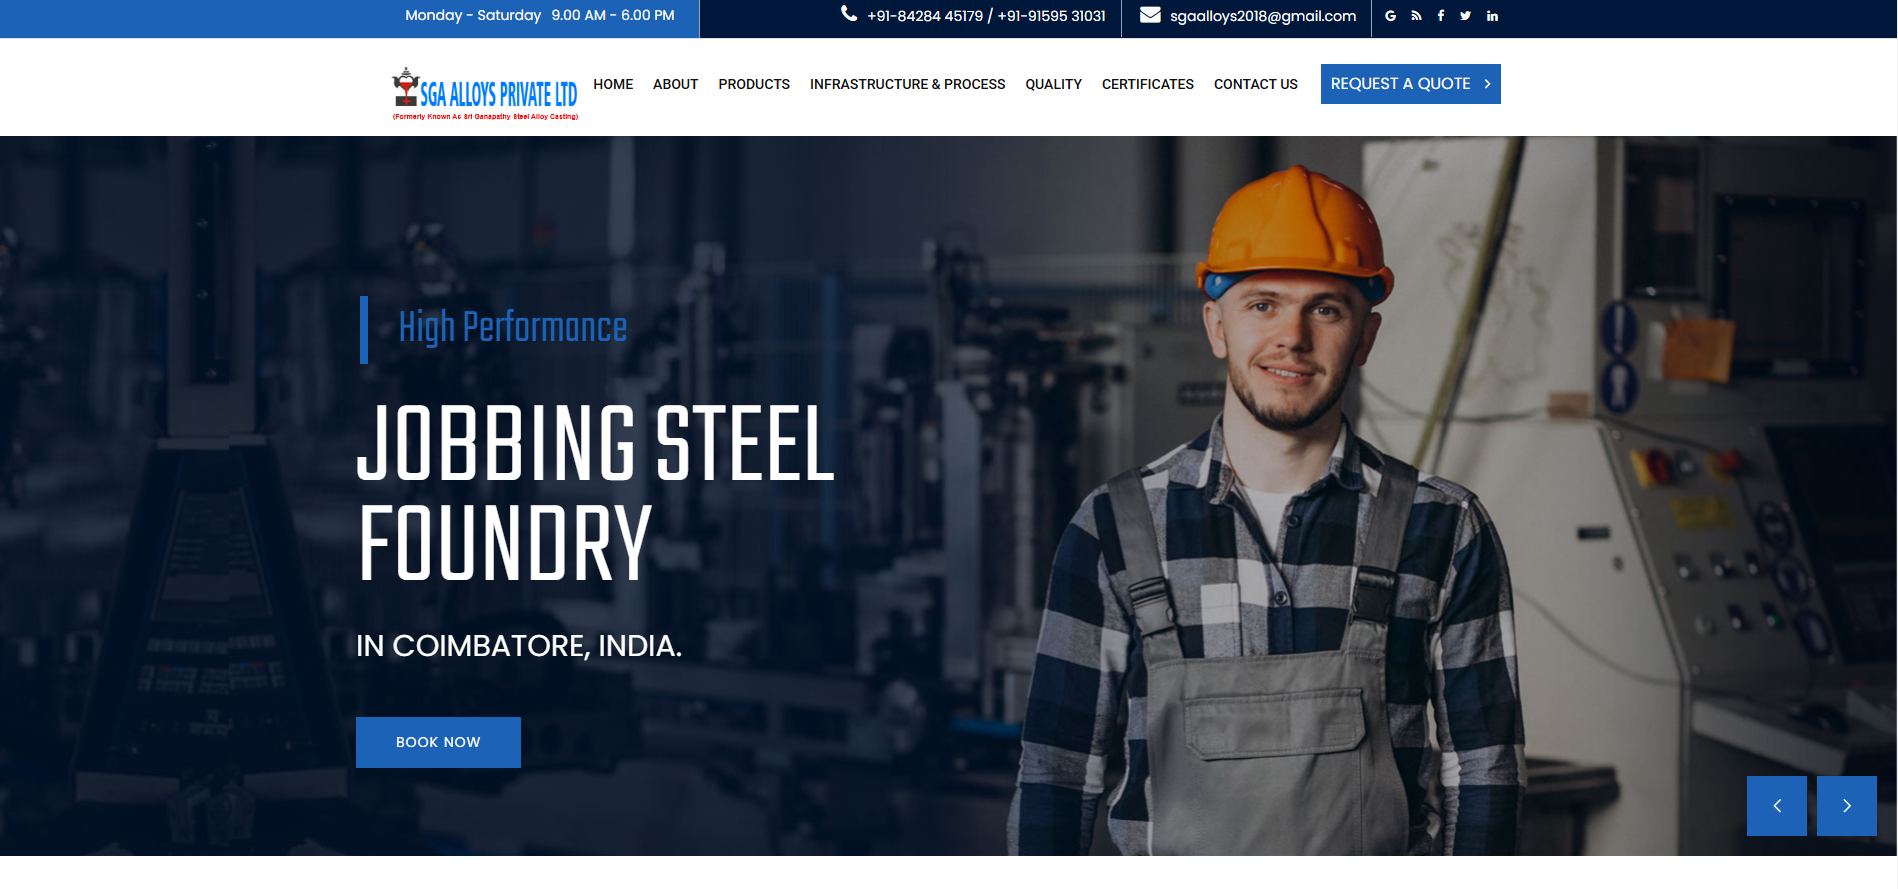 Monday - Saturday 9.00 AM - 6.00 PM
+91-84284 45179 / +91-91595 31031
sgaalloys2018@gmail.com
SGA ALLOYS PRIVATE LTD
(Formerly Known As Sri Ganapathy Steel Alloy Casting)
HOME
ABOUT
PRODUCTS
INFRASTRUCTURE & PROCESS
QUALITY
CERTIFICATES
CONTACT US
REQUEST A QUOTE
High Performance
JOBBING STEEL
FOUNDRY
IN COIMBATORE, INDIA.
BOOK NOW